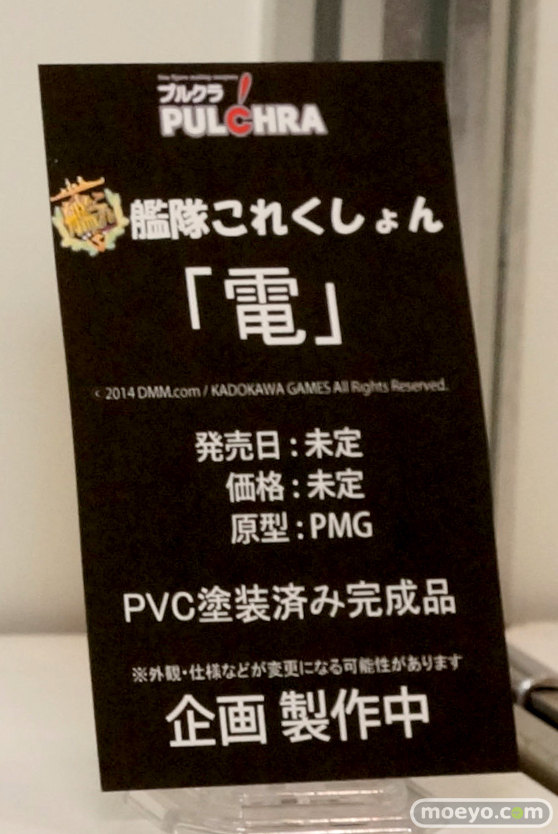 プルクラ
PULCHRA
艦隊これくしょん
「電」
© 2014 DMM.com / KADOKAWA GAMES All Rights Reserved.
発売日：未定
価格：未定
原型：PMG
PVC塗装済み完成品
※外観・仕様などが変更になる可能性があります
企画 製作中
moeyo.com